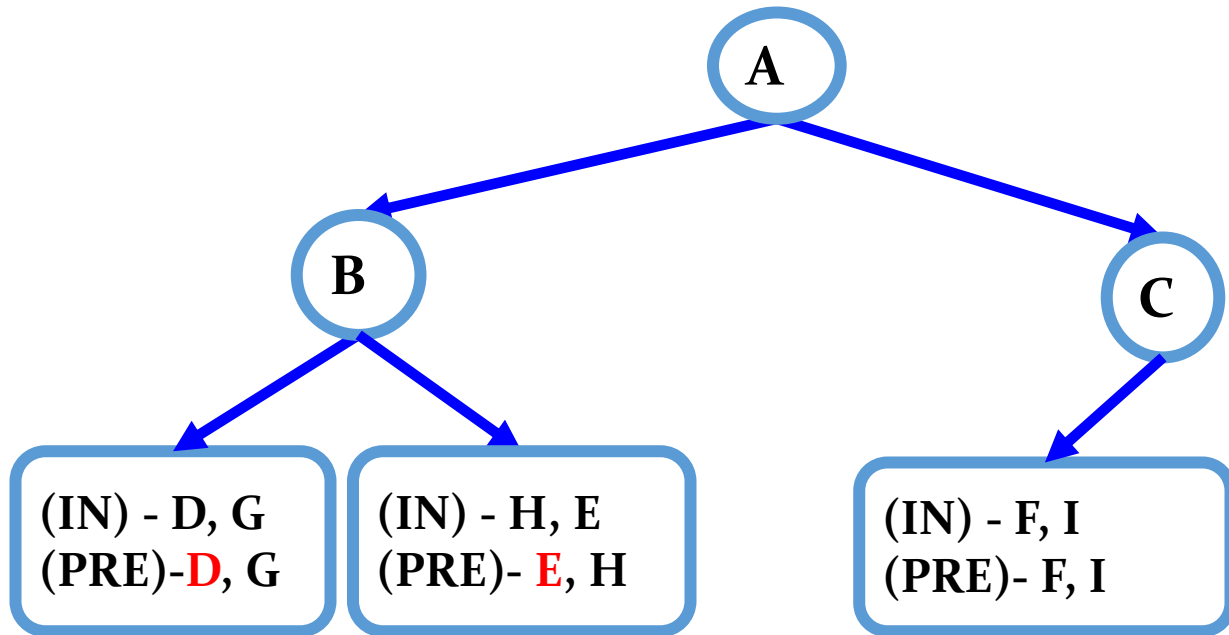 A
B
C
(IN) - D, G
(PRE)-D, G
(IN) - H, E
(PRE)- E, H
(IN) - F, I
(PRE)- F, I